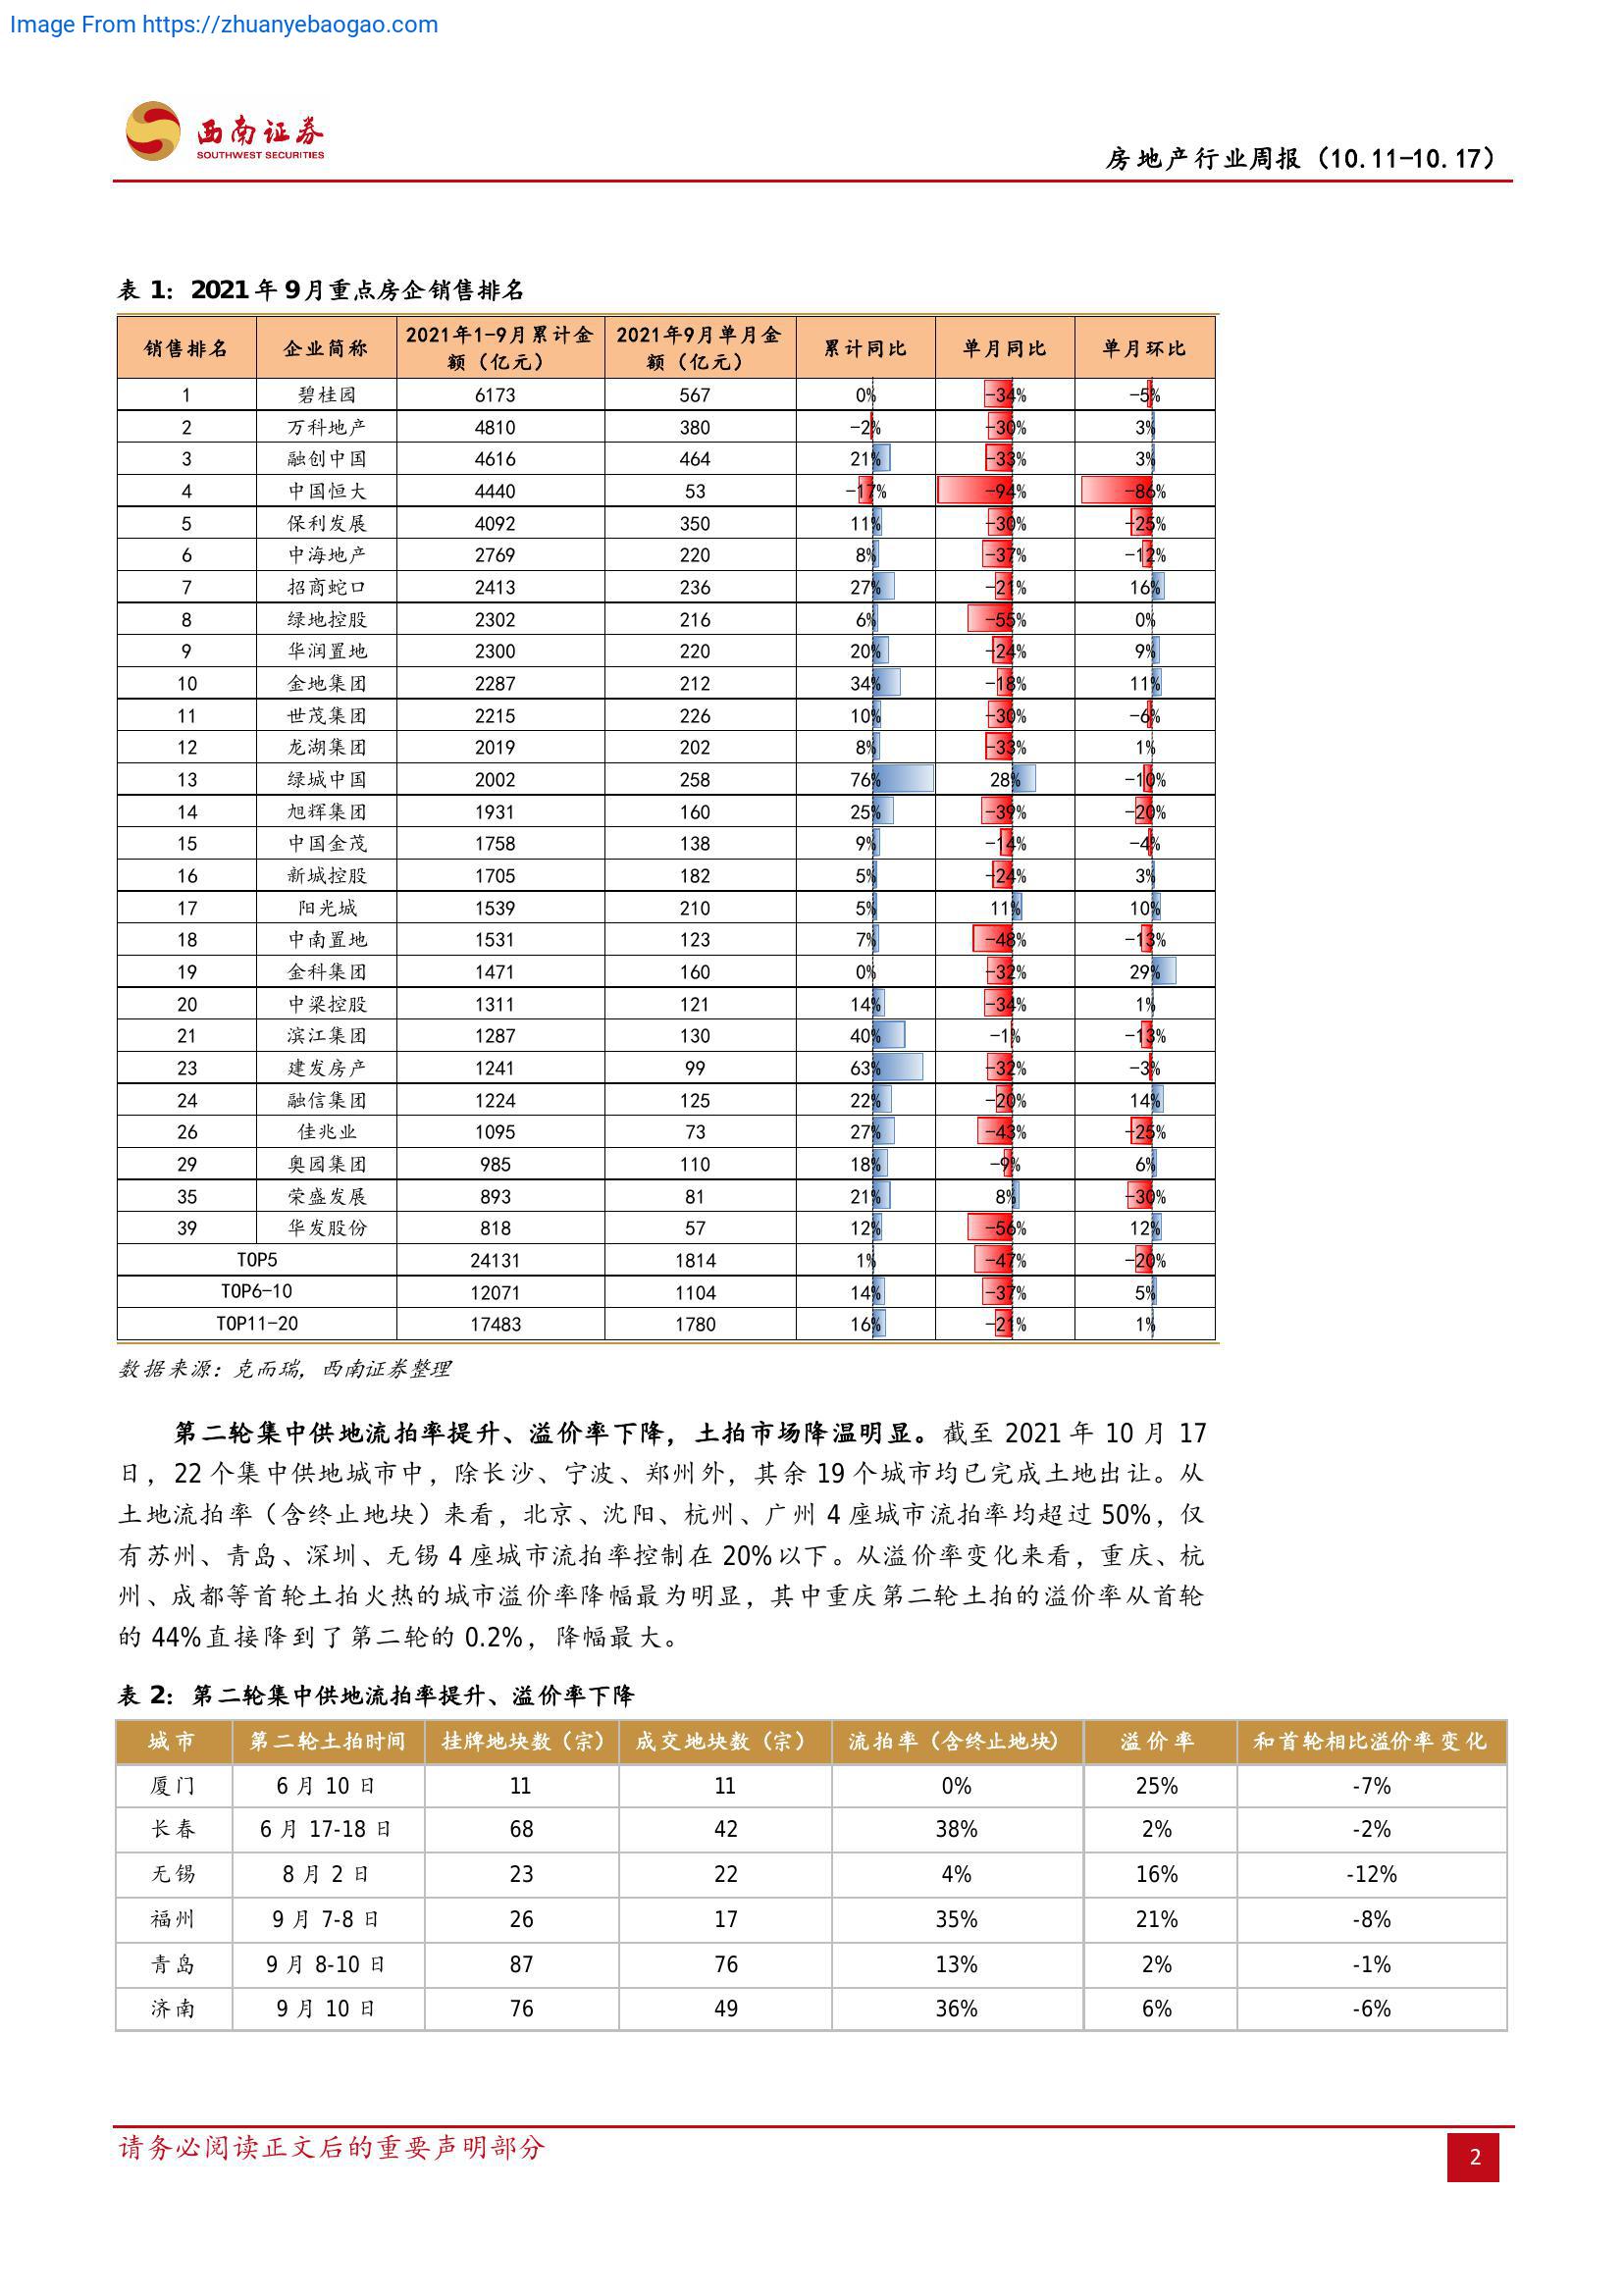 Image From https://zhuanyebaogao.com
西南证券
SOUTHWEST SECURITIES
房地产行业周报（10.11-10.17）
表 1：2021 年 9 月重点房企销售排名
销售排名 企业简称 2021年1-9月累计金额（亿元） 2021年9月单月金额（亿元） 累计同比 单月同比 单月环比
1 碧桂园 6173 567 0% -34% -5%
2 万科地产 4810 380 -2% -30% 3%
3 融创中国 4616 464 21% -33% 3%
4 中国恒大 4440 53 -17% -94% -86%
5 保利发展 4092 350 11% -30% -25%
6 中海地产 2769 220 8% -37% -12%
7 招商蛇口 2413 236 27% -21% 16%
8 绿地控股 2302 216 6% -55% 0%
9 华润置地 2300 220 20% -24% 9%
10 金地集团 2287 212 34% -18% 11%
11 世茂集团 2215 226 10% -30% -6%
12 龙湖集团 2019 202 8% -33% 1%
13 绿城中国 2002 258 76% 28% -10%
14 旭辉集团 1931 160 25% -39% -20%
15 中国金茂 1758 138 9% -14% -4%
16 新城控股 1705 182 5% -24% 3%
17 阳光城 1539 210 5% 11% 10%
18 中南置地 1531 123 7% -48% -13%
19 金科集团 1471 160 0% -32% 29%
20 中梁控股 1311 121 14% -34% 1%
21 滨江集团 1287 130 40% -1% -13%
23 建发房产 1241 99 63% -32% -3%
24 融信集团 1224 125 22% -20% 14%
26 佳兆业 1095 73 27% -43% -25%
29 奥园集团 985 110 18% -9% 6%
35 荣盛发展 893 81 21% 8% -30%
39 华发股份 818 57 12% -56% 12%
TOP5 24131 1814 1% -47% -20%
TOP6-10 12071 1104 14% -37% 5%
TOP11-20 17483 1780 16% -21% 1%
数据来源：克而瑞，西南证券整理
第二轮集中供地流拍率提升、溢价率下降，土拍市场降温明显。截至 2021 年 10 月 17
日，22 个集中供地城市中，除长沙、宁波、郑州外，其余 19 个城市均已完成土地出让。从
土地流拍率（含终止地块）来看，北京、沈阳、杭州、广州 4 座城市流拍率均超过 50%，仅
有苏州、青岛、深圳、无锡 4 座城市流拍率控制在 20%以下。从溢价率变化来看，重庆、杭
州、成都等首轮土拍火热的城市溢价率降幅最为明显，其中重庆第二轮土拍的溢价率从首轮
的 44%直接降到了第二轮的 0.2%，降幅最大。
表 2：第二轮集中供地流拍率提升、溢价率下降
城市 第二轮土拍时间 挂牌地块数（宗） 成交地块数（宗） 流拍率（含终止地块） 溢价率 和首轮相比溢价率变化
厦门 6 月 10 日 11 11 0% 25% -7%
长春 6 月 17-18 日 68 42 38% 2% -2%
无锡 8 月 2 日 23 22 4% 16% -12%
福州 9 月 7-8 日 26 17 35% 21% -8%
青岛 9 月 8-10 日 87 76 13% 2% -1%
济南 9 月 10 日 76 49 36% 6% -6%
请务必阅读正文后的重要声明部分
2